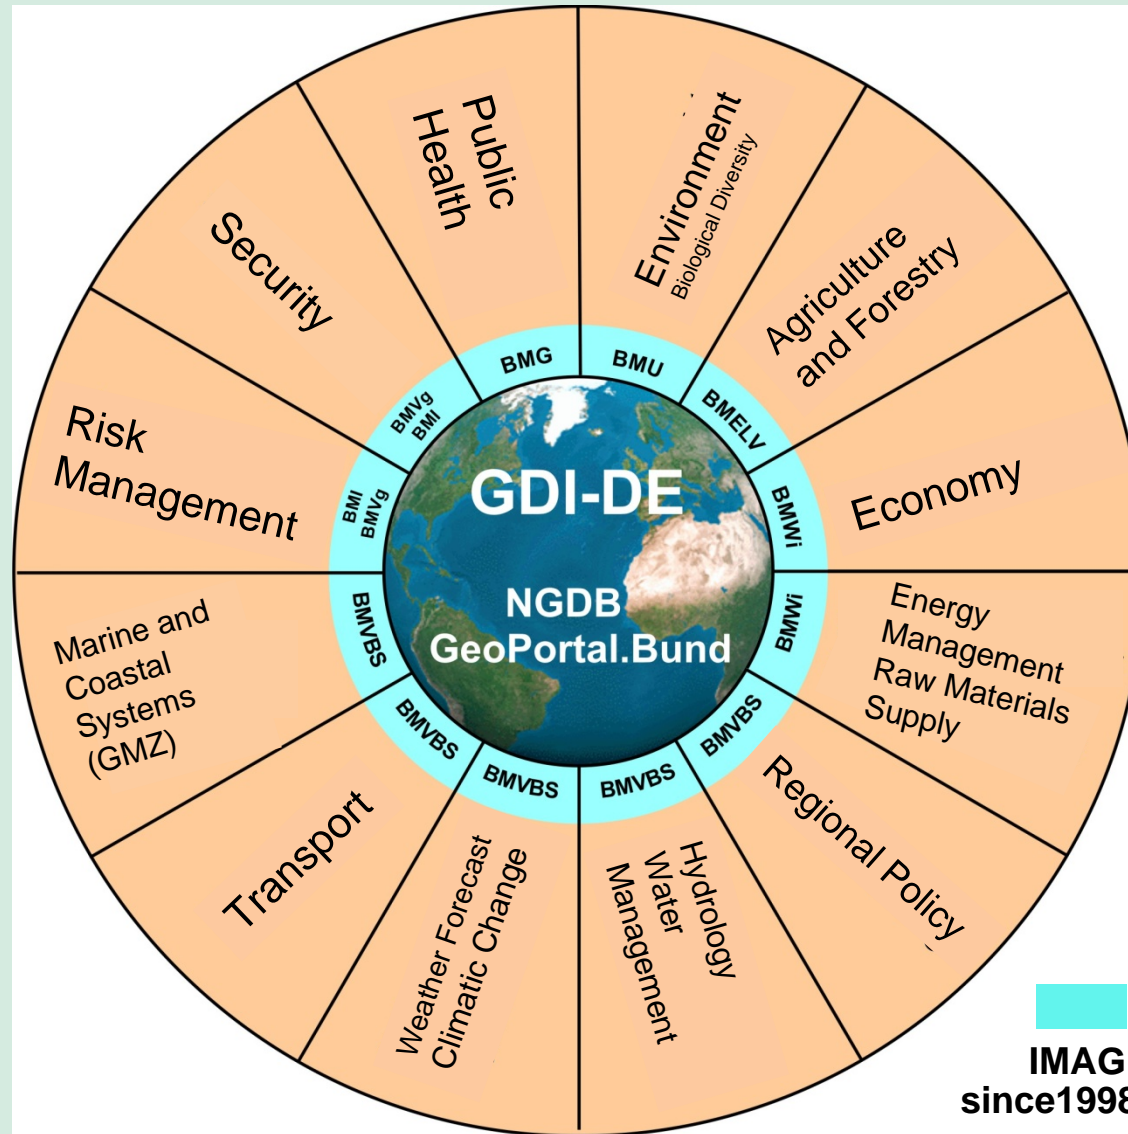 Public
Health
Environment
Biological Diversity
Agriculture
and Forestry
Economy
Energy
Management
Raw Materials
Supply
Regional Policy
Hydrology
Water
Management
Weather Forecast
Climatic Change
Transport
Marine and
Coastal
Systems
(GMZ)
Risk
Management
Security
BMG
BMU
BMELV
BMWi
BMWi
BMVBS
BMVBS
BMVBS
BMVBS
BMVBS
BMI
BMVg
BMVg
BMI
GDI-DE
NGDB
GeoPortal.Bund
IMAG
since1998